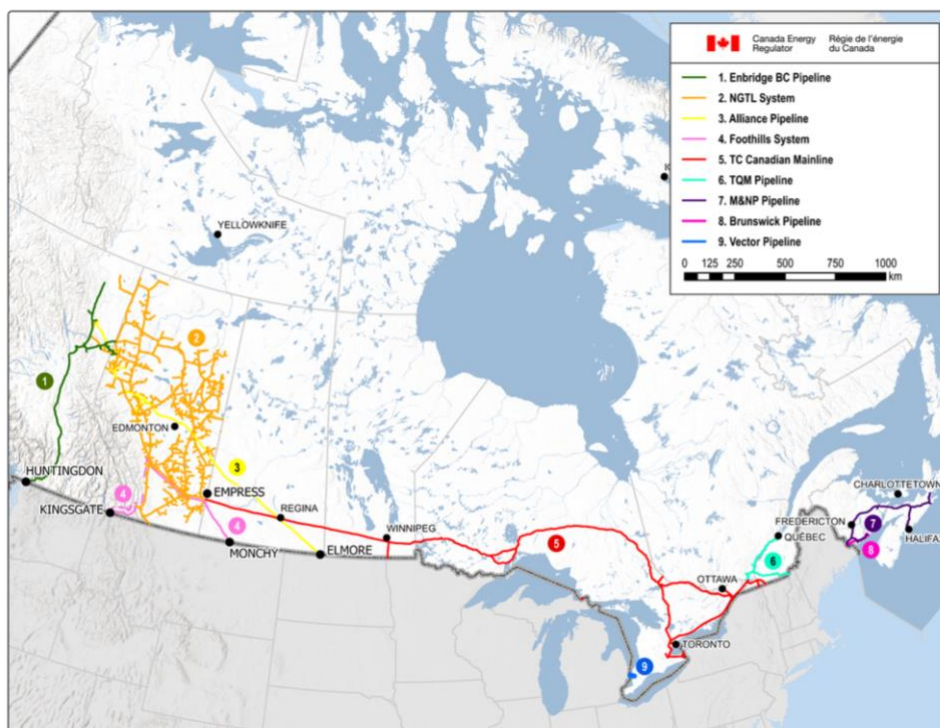 Canada Energy Regulator
Régie de l'énergie du Canada
1. Enbridge BC Pipeline
2. NGTL System
3. Alliance Pipeline
4. Foothills System
5. TC Canadian Mainline
6. TQM Pipeline
7. M&NP Pipeline
8. Brunswick Pipeline
9. Vector Pipeline
0 125 250 500 750 1000
km
YELLOWKNIFE
2
1
EDMONTON
HUNTINGDON
3
EMPRESS
4
KINGSGATE
REGINA
4
WINNIPEG
MONCHY
ELMORE
5
CHARLOTTETOWN
FREDERICTON
7
QUÉBEC
HALIFAX
8
6
OTTAWA
TORONTO
9